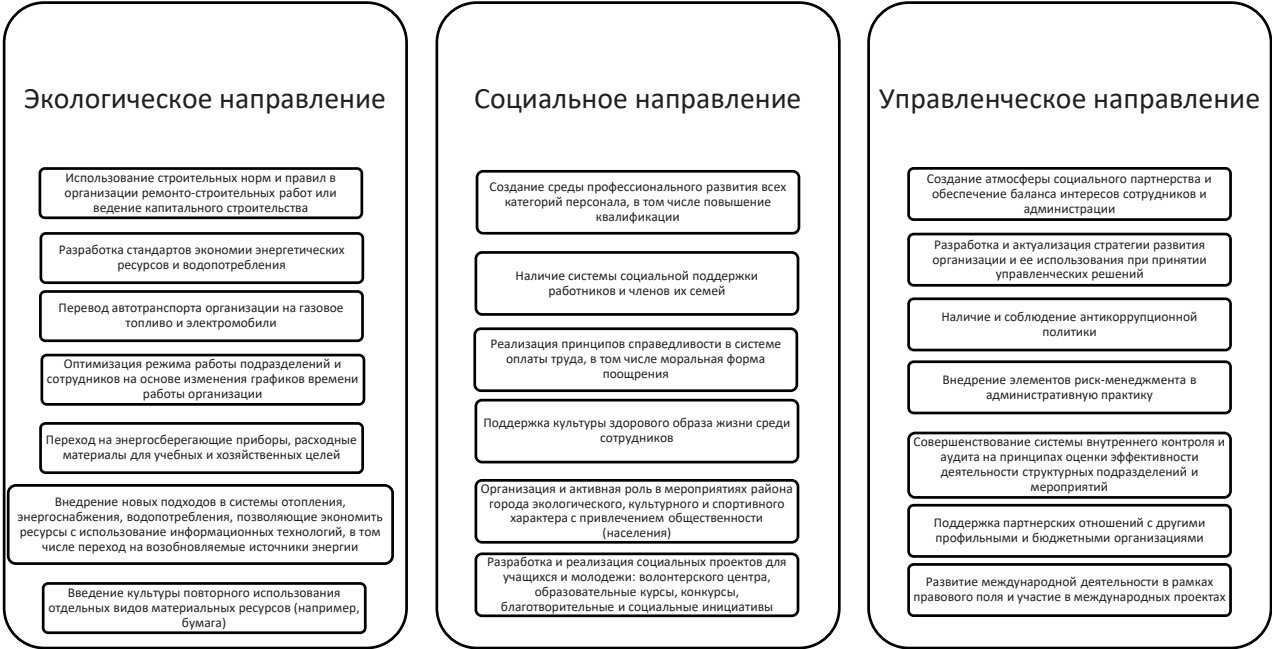 Экологическое направление
Использование строительных норм и правил в
организации ремонто-строительных работ или
ведение капитального строительства
Разработка стандартов экономии энергетических
ресурсов и водопотребления
Перевод автотранспорта организации на газовое
топливо и электромобили
Оптимизация режима работы подразделений и
сотрудников на основе изменения графиков времени
работы организации
Переход на энергосберегающие приборы, расходные
материалы для учебных и хозяйственных целей
Внедрение новых подходов в системы отопления,
энергоснабжения, водопотребления, позволяющие экономить
ресурсы с использование информационных технологий, в том
числе переход на возобновляемые источники энергии
Введение культуры повторного использования
отдельных видов материальных ресурсов (например,
бумага)
Социальное направление
Создание среды профессионального развития всех
категорий персонала, в том числе повышение
квалификации
Наличие системы социальной поддержки
работников и членов их семей
Реализация принципов справедливости в системе
оплаты труда, в том числе моральная форма
поощрения
Поддержка культуры здорового образа жизни среди
сотрудников
Организация и активная роль в мероприятиях района
города экологического, культурного и спортивного
характера с привлечением общественности
(населения)
Разработка и реализация социальных проектов для
учащихся и молодежи: волонтерского центра,
образовательные курсы, конкурсы,
благотворительные и социальные инициативы
Управленческое направление
Создание атмосферы социального партнерства и
обеспечение баланса интересов сотрудников и
администрации
Разработка и актуализация стратегии развития
организации и ее использования при принятии
управленческих решений
Наличие и соблюдение антикоррупционной
политики
Внедрение элементов риск-менеджмента в
административную практику
Совершенствование системы внутреннего контроля и
аудита на принципах оценки эффективности
деятельности структурных подразделений и
мероприятий
Поддержка партнерских отношений с другими
профильными и бюджетными организациями
Развитие международной деятельности в рамках
правового поля и участие в международных проектах